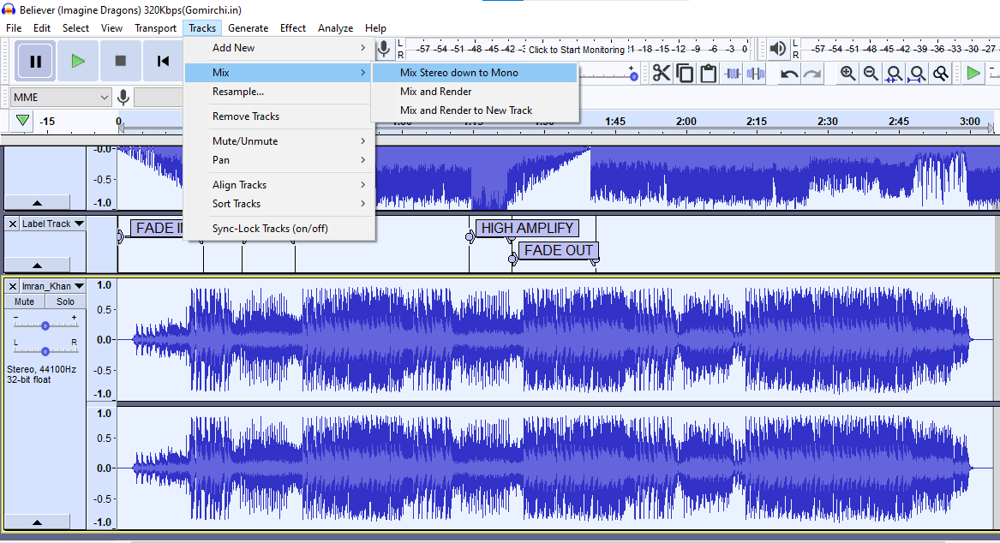 Believer (Imagine Dragons) 320Kbps(Gomirchi.in)
File Edit Select View Transport Tracks Generate Effect Analyze Help
L
R
-57 -54 -51 -48 -45 -42 Click to Start Monitoring -18 -15 -12 -9 -6 -3 0
L
R
-57 -54 -51 -48 -45 -42 -39 -36 -33 -30 -27
MME
Add New
Mix
Resample...
Remove Tracks
Mute/Unmute
Pan
Align Tracks
Sort Tracks
Sync-Lock Tracks (on/off)
Mix Stereo down to Mono
Mix and Render
Mix and Render to New Track
-15 0 1:45 2:00 2:15 2:30 2:45 3:00
-0.0-
-0.5-
-1.0
X Label Track
FADE IN
HIGH AMPLIFY
FADE OUT
X Imran_Khan
Mute Solo
- +
L R
Stereo, 44100Hz
32-bit float
1.0
0.5-
0.0-
-0.5-
-1.0
1.0
0.5-
0.0-
-0.5-
-1.0